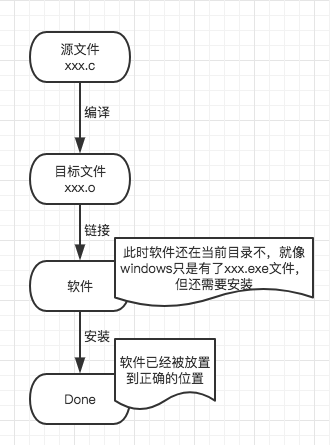 源文件
xxx.c
编译
目标文件
xxx.o
链接
此时软件还在当前目录不，就像
windows只是有了xxx.exe文件，
但还需要安装
软件
安装
软件已经被放置
到正确的位置
Done